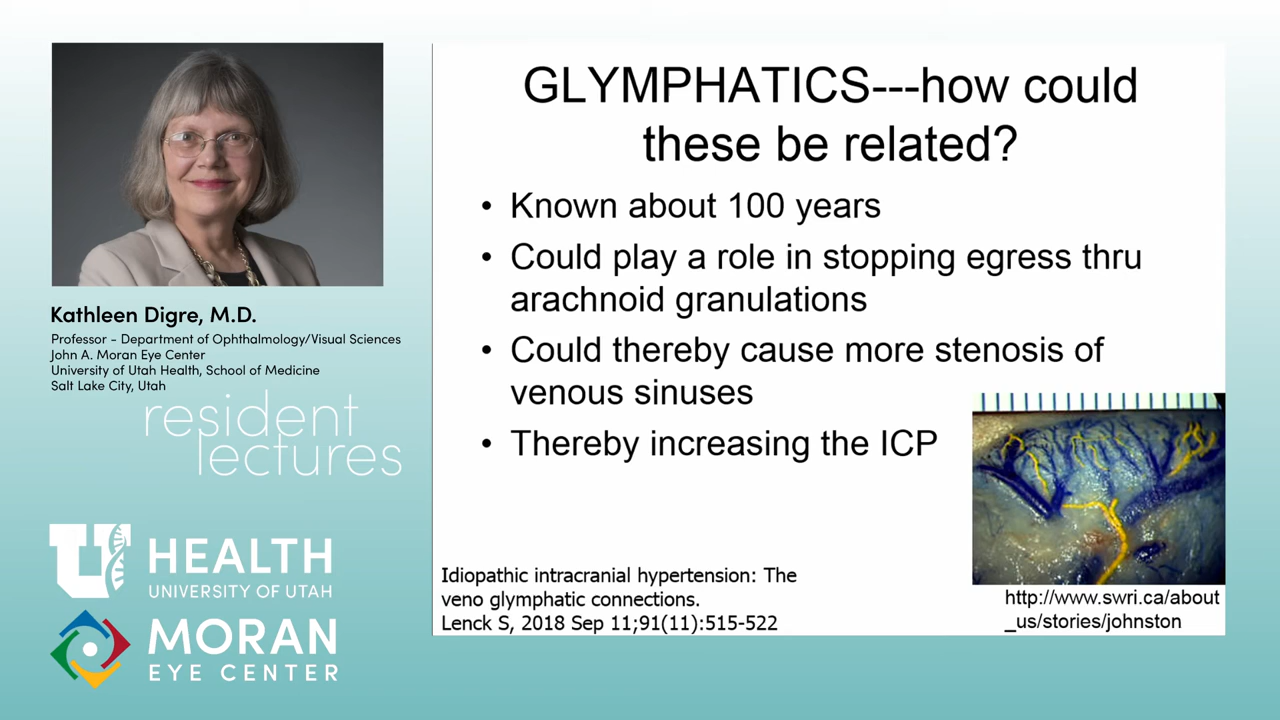 GLYMPHATICS---how could
these be related?
• Known about 100 years
• Could play a role in stopping egress thru
arachnoid granulations
• Could thereby cause more stenosis of
venous sinuses
• Thereby increasing the ICP
Idiopathic intracranial hypertension: The
veno glymphatic connections.
Lenck S, 2018 Sep 11;91(11):515-522
http://www.swri.ca/about
_us/stories/johnston
Kathleen Digre, M.D.
Professor - Department of Ophthalmology/Visual Sciences
John A. Moran Eye Center
University of Utah Health, School of Medicine
Salt Lake City, Utah
resident
lectures
U HEALTH
UNIVERSITY OF UTAH
MORAN
EYE CENTER